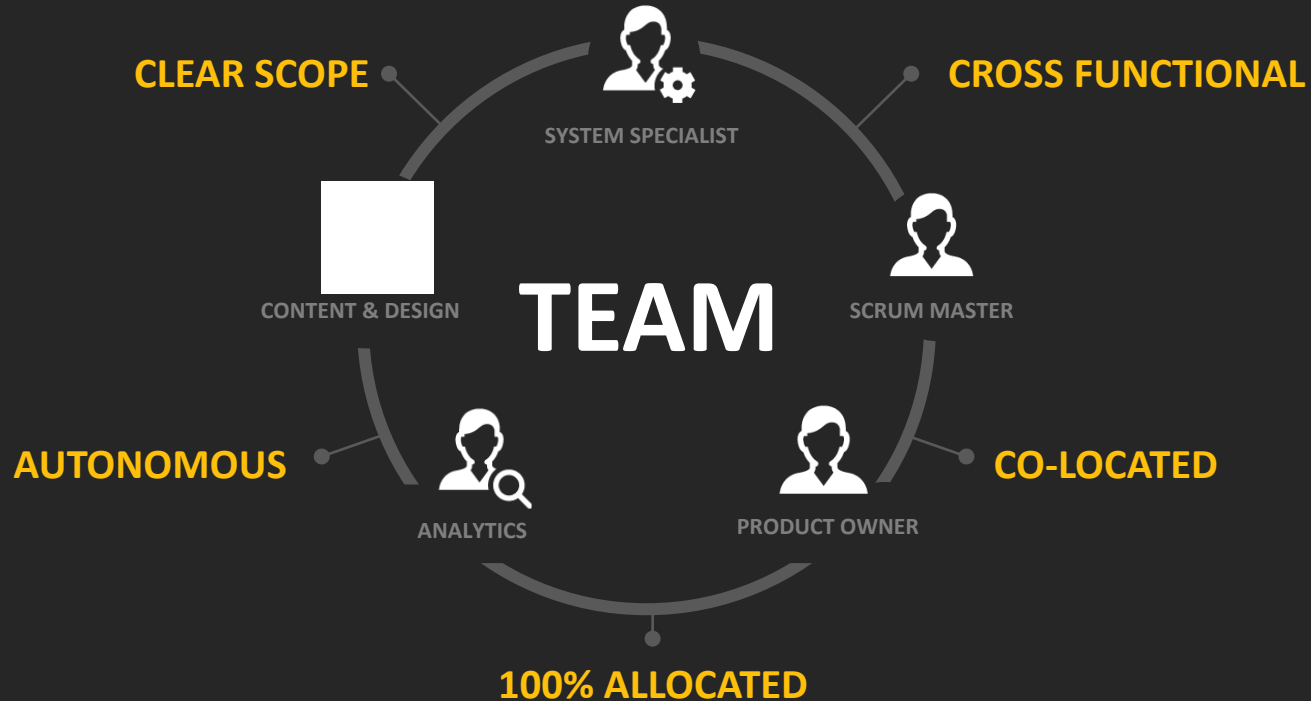 CLEAR SCOPE
CROSS FUNCTIONAL
SYSTEM SPECIALIST
CONTENT & DESIGN
TEAM
SCRUM MASTER
AUTONOMOUS
CO-LOCATED
ANALYTICS
PRODUCT OWNER
100% ALLOCATED